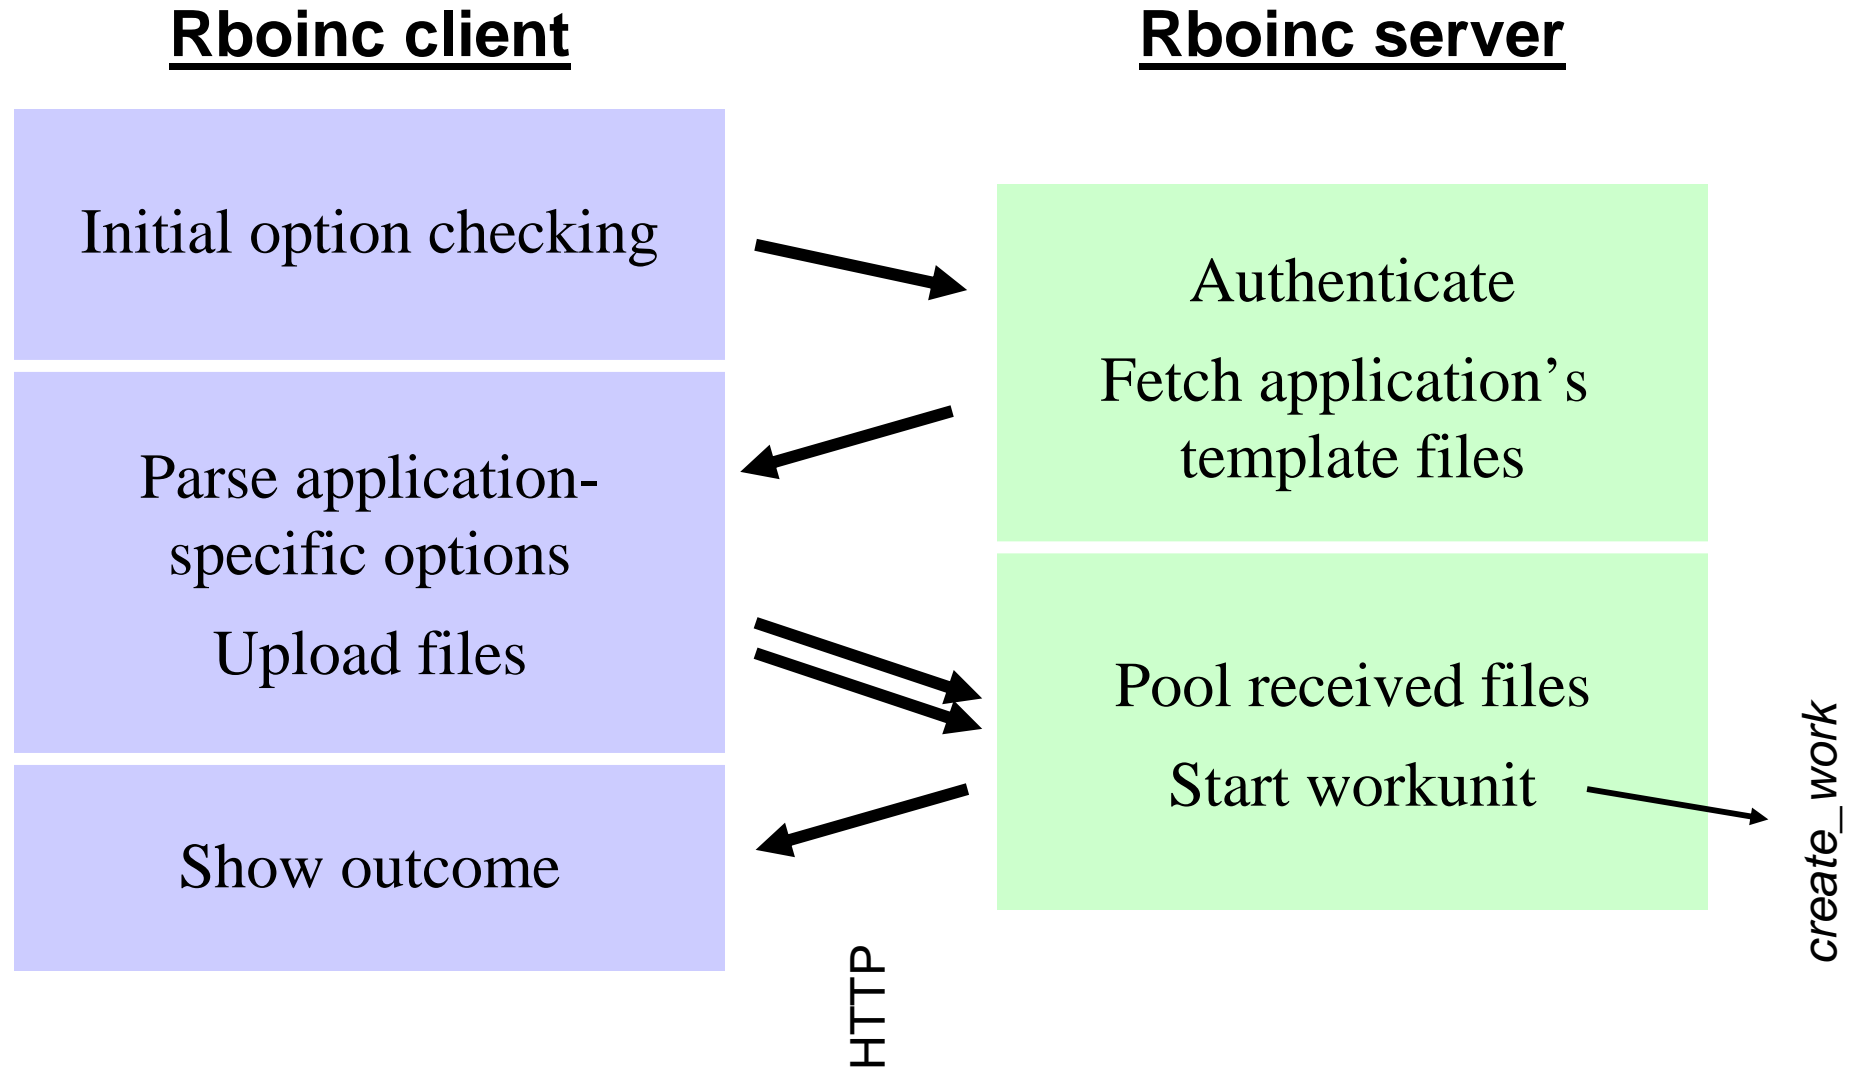 Rboinc client
Rboinc server
Initial option checking
Authenticate
Fetch application’s
template files
Parse application-
specific options
Upload files
Pool received files
Start workunit
create_work
Show outcome
HTTP